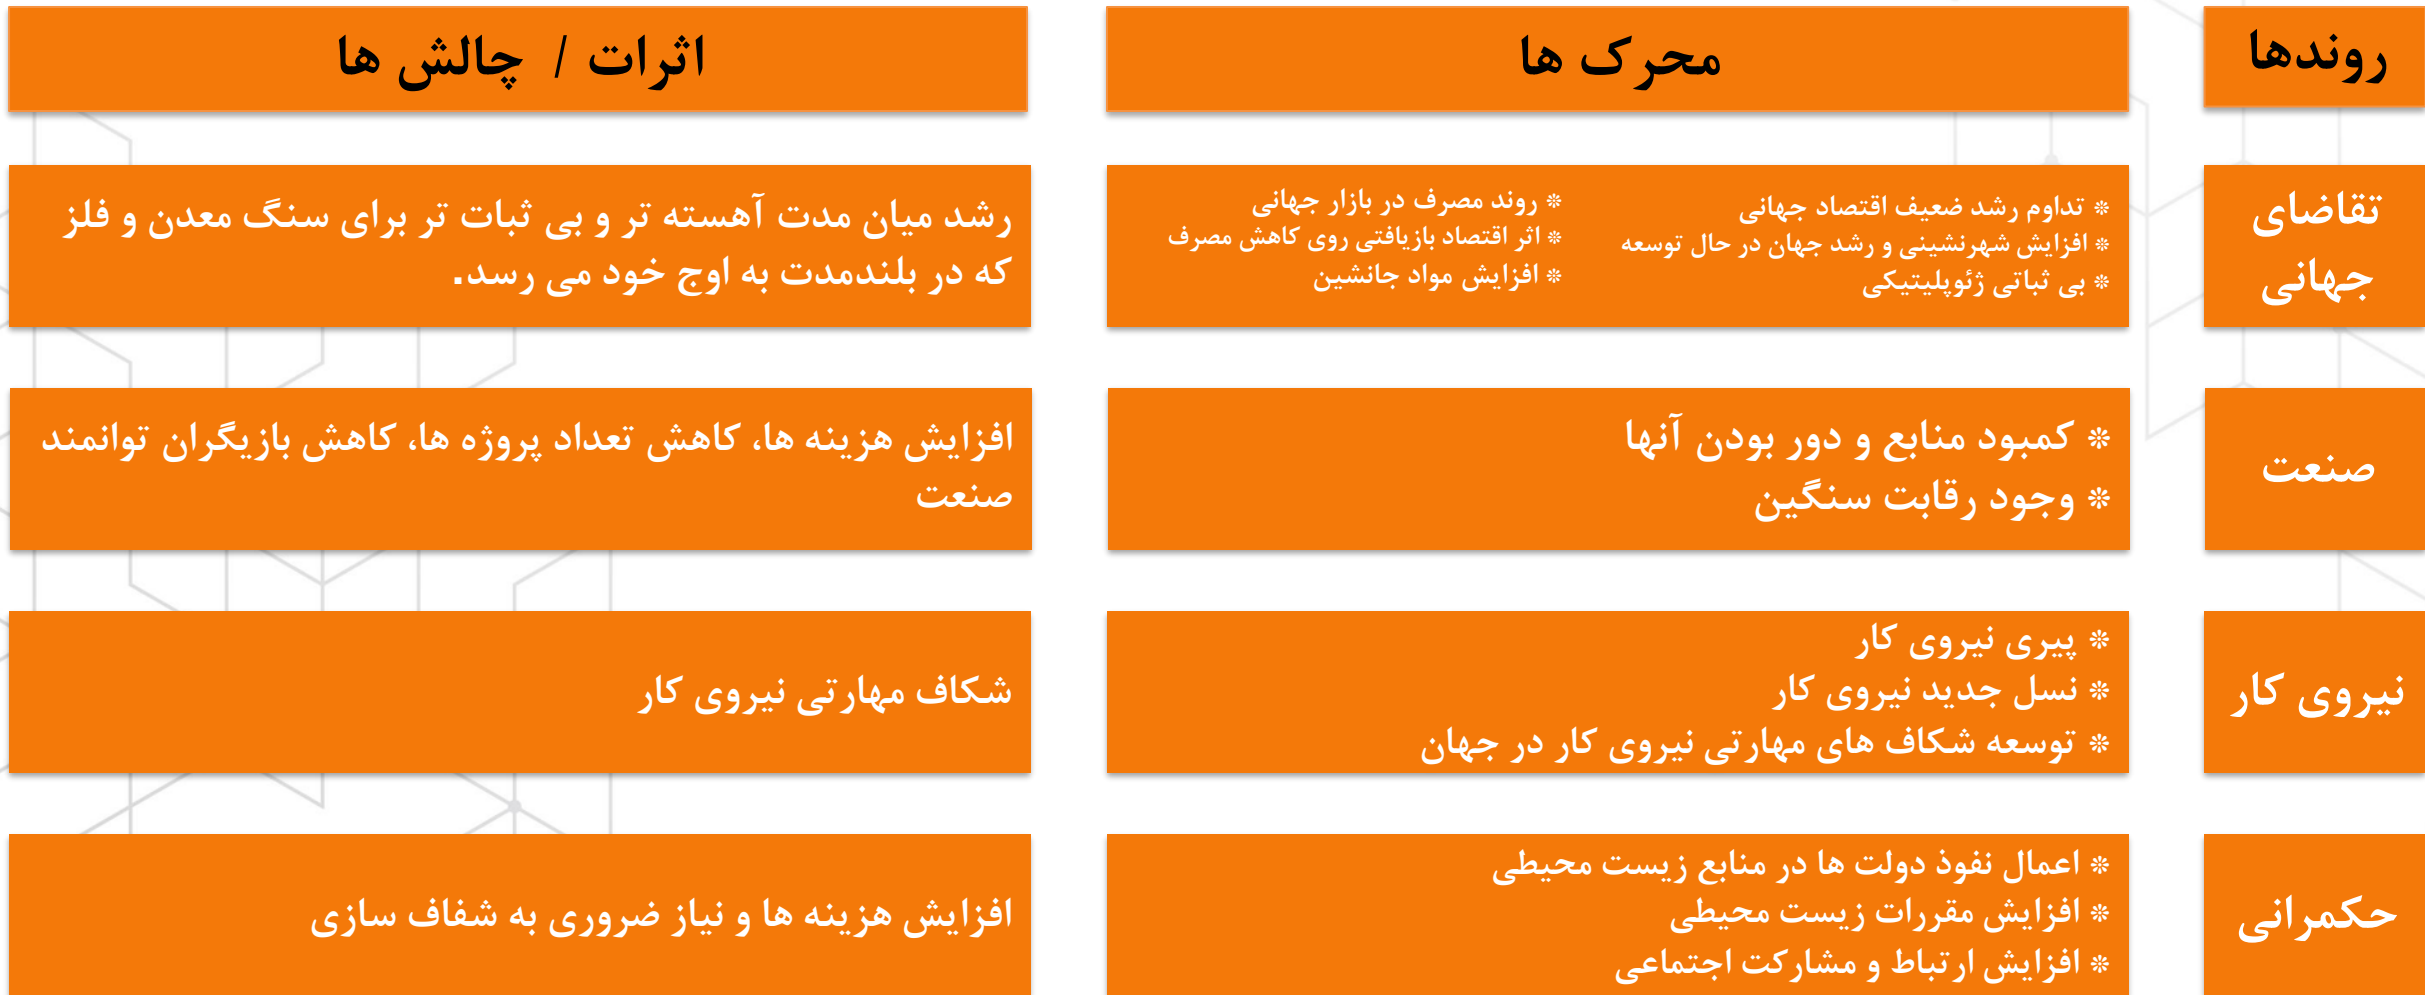 روندها
محرک ها
اثرات / چالش ها
تقاضای
جهانی
* تداوم رشد ضعیف اقتصاد جهانی
* افزایش شهرنشینی و رشد جهان در حال توسعه
* بی ثباتی ژئوپلیتیکی
* روند مصرف در بازار جهانی
* اثر اقتصاد بازیافتی روی کاهش مصرف
* افزایش مواد جانشین
رشد میان مدت آهسته تر و بی ثبات تر برای سنگ معدن و فلز
که در بلندمدت به اوج خود می رسد.
صنعت
* کمبود منابع و دور بودن آنها
* وجود رقابت سنگین
افزایش هزینه ها، کاهش تعداد پروژه ها، کاهش بازیگران توانمند
صنعت
نیروی کار
* پیری نیروی کار
* نسل جدید نیروی کار
* توسعه شکاف های مهارتی نیروی کار در جهان
شکاف مهارتی نیروی کار
حکمرانی
* اعمال نفوذ دولت ها در منابع زیست محیطی
* افزایش مقررات زیست محیطی
* افزایش ارتباط و مشارکت اجتماعی
افزایش هزینه ها و نیاز ضروری به شفاف سازی